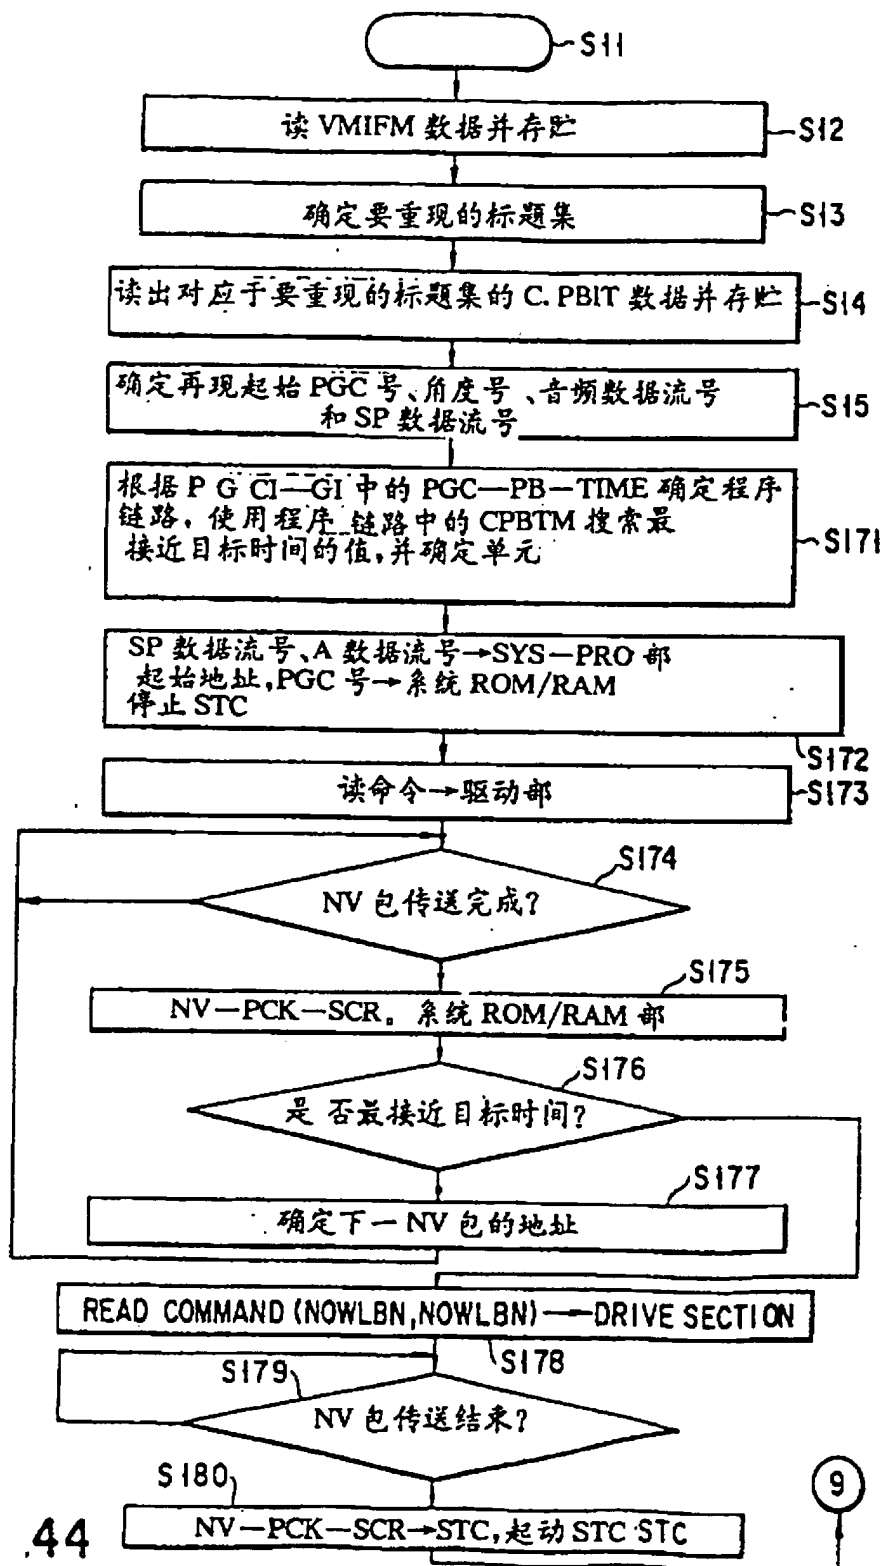 S11
读 VMIFM 数据并存贮
S12
确定要重现的标题集
S13
读出对应于要重现的标题集的 C. PBIT 数据并存贮
S14
确定再现起始 PGC 号、角度号、音频数据流号
和 SP 数据流号
S15
根据 P G CI—GI 中的 PGC—PB—TIME 确定程序
链路. 使用程序 链路中的 CPBTM 搜索最
接近目标时间的值,并确定单元
S171
SP 数据流号、A 数据流号→SYS—PRO 部
起始地址,PGC 号→系统 ROM/RAM
停止 STC
S172
读命令→驱动部
S173
S174
NV 包传送完成?
S175
NV—PCK—SCR。系统 ROM/RAM 部
S176
是 否最接近目标时间?
S177
确定下一 NV 包的地址
READ COMMAND (NOWLBN,NOWLBN)→DRIVE SECTION
S178
S179
NV 包传送结束?
S180
9
NV—PCK—SCR→STC,起动 STC STC
.44